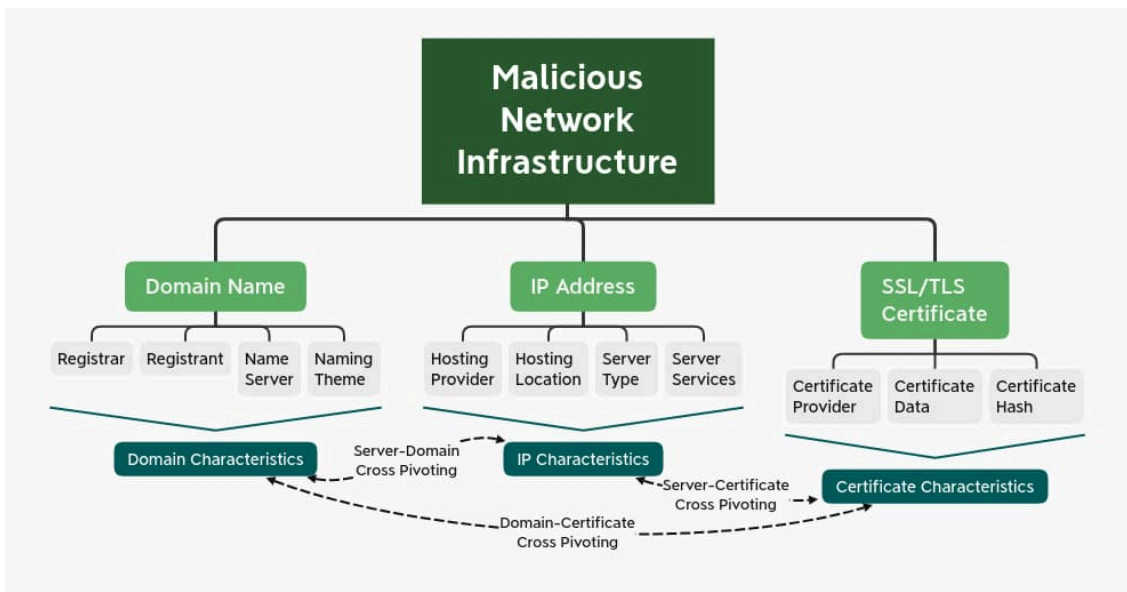 Malicious
Network
Infrastructure
Domain Name
IP Address
SSL/TLS
Certificate
Registrar
Registrant
Name
Server
Naming
Theme
Hosting
Provider
Hosting
Location
Server
Type
Server
Services
Certificate
Provider
Certificate
Data
Certificate
Hash
Domain Characteristics
Server-Domain
Cross Pivoting
IP Characteristics
Server-Certificate
Cross Pivoting
Certificate Characteristics
Domain-Certificate
Cross Pivoting